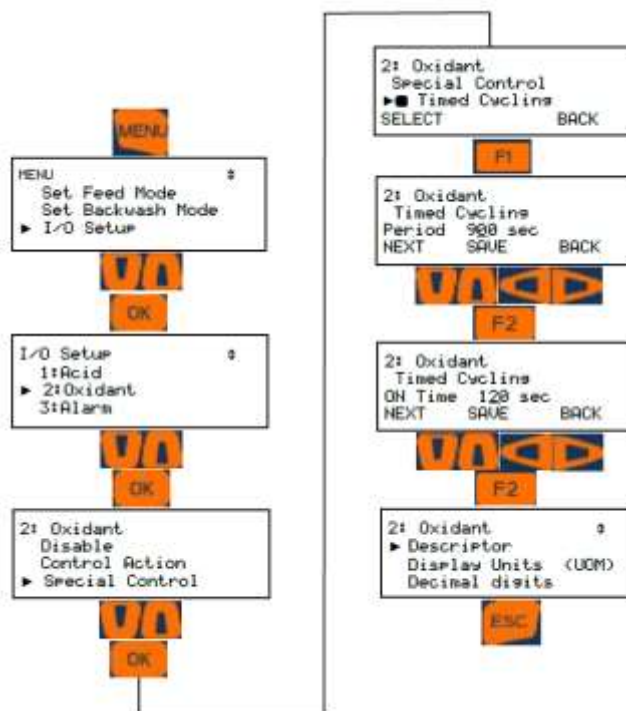 MENU
MENU
Set Feed Mode
Set Backwash Mode
► I/O Setup
OK
I/O Setup
1:Acid
► 2:Oxidant
3:Alarm
OK
2: Oxidant
Disable
Control Action
► Special Control
OK
2: Oxidant
Special Control
►■ Timed Cycling
SELECT BACK
F1
2: Oxidant
Timed Cycling
Period 900 sec
NEXT SAVE BACK
F2
2: Oxidant
Timed Cycling
ON Time 120 sec
NEXT SAVE BACK
F2
2: Oxidant
► Descriptor
Display Units (UOM)
Decimal digits
ESC